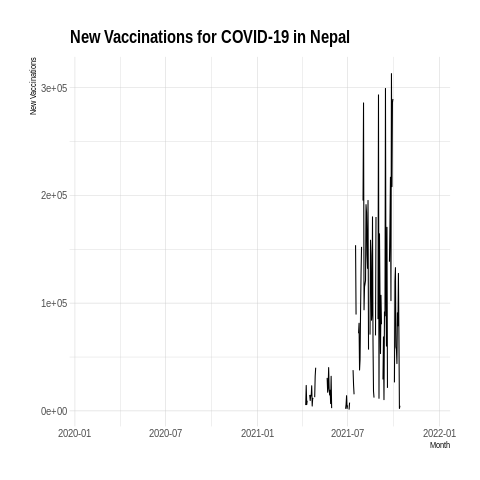 New Vaccinations for COVID-19 in Nepal
New Vaccinations
3e+05
2e+05
1e+05
0e+00
2020-01 2020-07 2021-01 2021-07 2022-01
Month